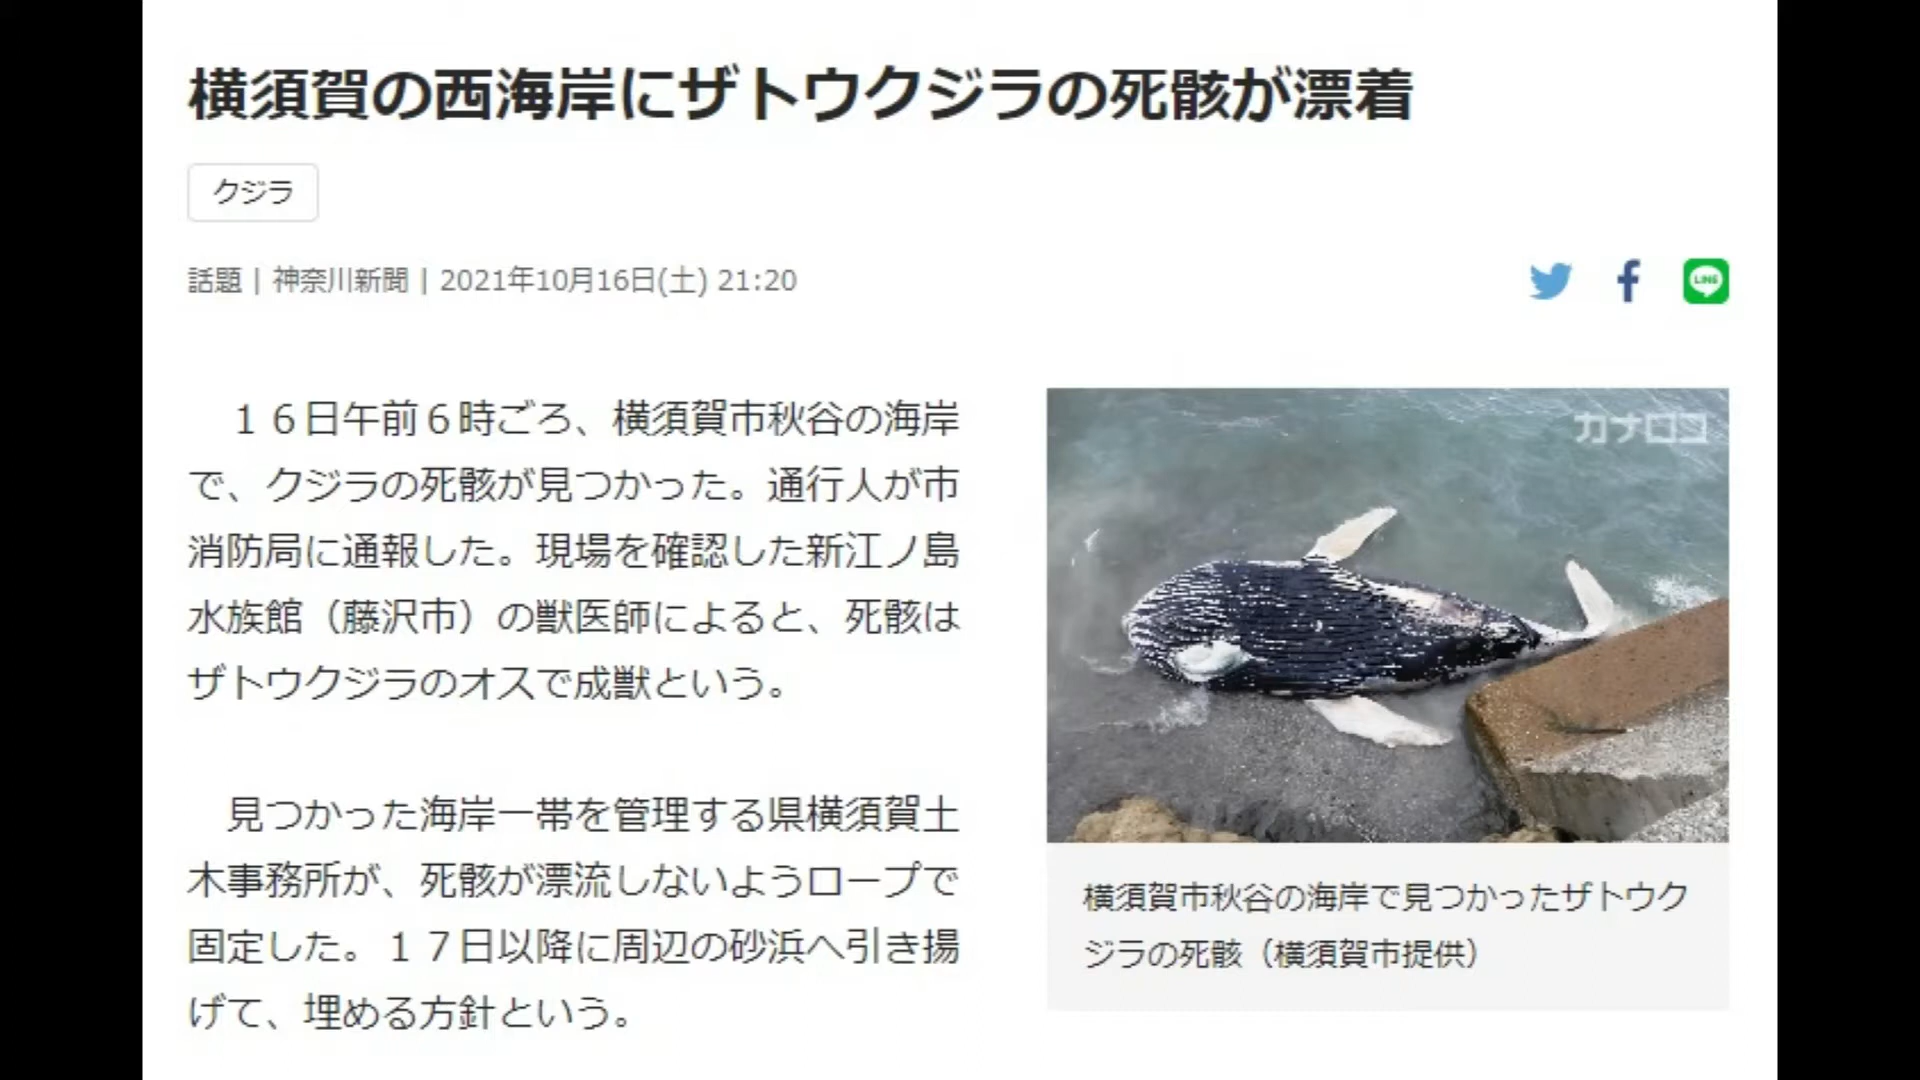 横須賀の西海岸にザトウクジラの死骸が漂着
クジラ
話題 | 神奈川新聞 | 2021年10月16日(土) 21:20
LINE
１６日午前６時ごろ、横須賀市秋谷の海岸
で、クジラの死骸が見つかった。通行人が市
消防局に通報した。現場を確認した新江ノ島
水族館（藤沢市）の獣医師によると、死骸は
ザトウクジラのオスで成獣という。
見つかった海岸一帯を管理する県横須賀土
木事務所が、死骸が漂流しないようロープで
固定した。１７日以降に周辺の砂浜へ引き揚
げて、埋める方針という。
カナロコ
横須賀市秋谷の海岸で見つかったザトウク
ジラの死骸（横須賀市提供）